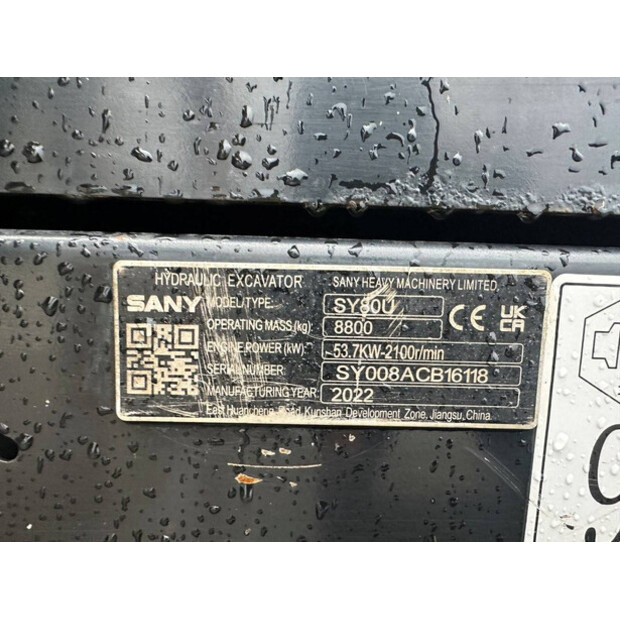 HYDRAULIC EXCAVATOR SANY HEAVY MACHINERY LIMITED.
SANY MODEL/TYPE: SY80U
OPERATING MASS(kg): 8800
CE UK CA
ENGINE POWER(kW): 53.7KW-2100r/min
SERIAL NUMBER: SY008ACB16118
MANUFACTURING YEAR: 2022
East Huancheng Road Kunshan Development Zone, Jiangsu, China.